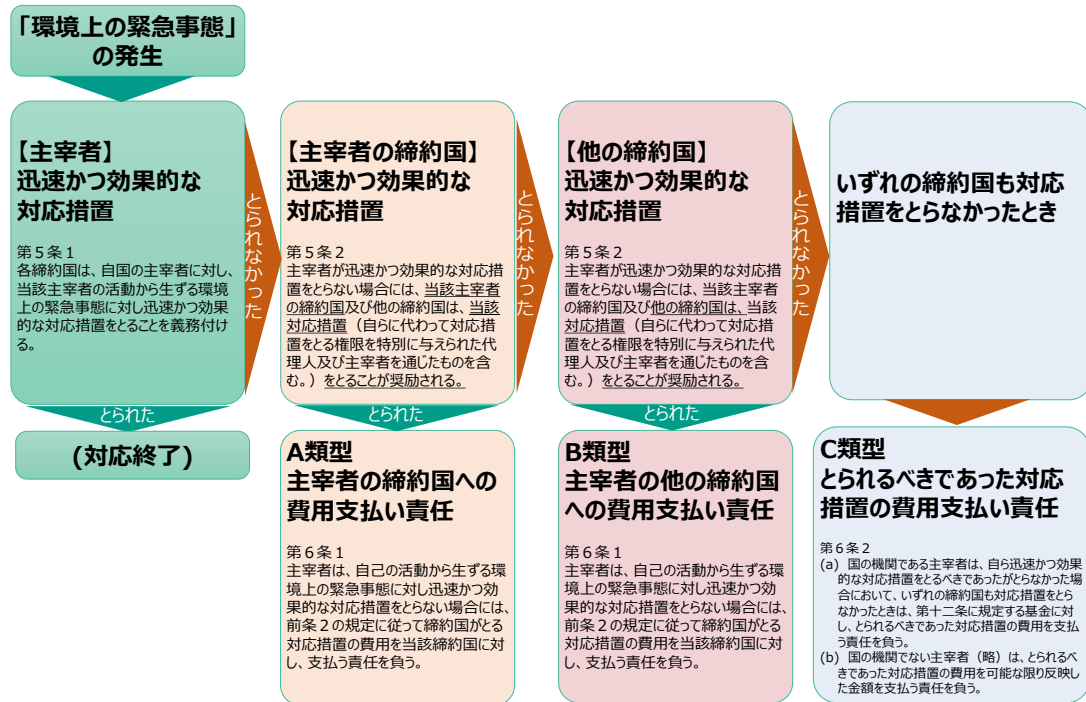 「環境上の緊急事態」
の発生
【主宰者】
迅速かつ効果的な
対応措置
第5条1
各締約国は、自国の主宰者に対し、
当該主宰者の活動から生ずる環境
上の緊急事態に対し迅速かつ効果
的な対応措置をとることを義務付け
る。
とられなかった
とられた
(対応終了)
【主宰者の締約国】
迅速かつ効果的な
対応措置
第5条2
主宰者が迅速かつ効果的な対応措
置をとらない場合には、当該主宰者
の締約国及び他の締約国は、当該
対応措置（自らに代わって対応措
置をとる権限を特別に与えられた代
理人及び主宰者を通じたものを含
む。）をとることが奨励される。
とられなかった
とられた
A類型
主宰者の締約国への
費用支払い責任
第6条1
主宰者は、自己の活動から生ずる環
境上の緊急事態に対し迅速かつ効
果的な対応措置をとらない場合には、
前条2の規定に従って締約国がとる
対応措置の費用を当該締約国に対
し、支払う責任を負う。
【他の締約国】
迅速かつ効果的な
対応措置
第5条2
主宰者が迅速かつ効果的な対応措
置をとらない場合には、当該主宰者
の締約国及び他の締約国は、当該
対応措置（自らに代わって対応措
置をとる権限を特別に与えられた代
理人及び主宰者を通じたものを含
む。）をとることが奨励される。
とられなかった
とられた
B類型
主宰者の他の締約国
への費用支払い責任
第6条1
主宰者は、自己の活動から生ずる環
境上の緊急事態に対し迅速かつ効
果的な対応措置をとらない場合には、
前条2の規定に従って締約国がとる
対応措置の費用を当該締約国に対
し、支払う責任を負う。
いずれの締約国も対応
措置をとらなかったとき
C類型
とられるべきであった対応
措置の費用支払い責任
第6条2
(a) 国の機関である主宰者は、自ら迅速かつ効果
的な対応措置をとるべきであったがとらなかった場
合において、いずれの締約国も対応措置をとら
なかったときは、第十二条に規定する基金に対
し、とられるべきであった対応措置の費用を支払
う責任を負う。
(b) 国の機関でない主宰者（略）は、とられるべ
きであった対応措置の費用を可能な限り反映し
た金額を支払う責任を負う。